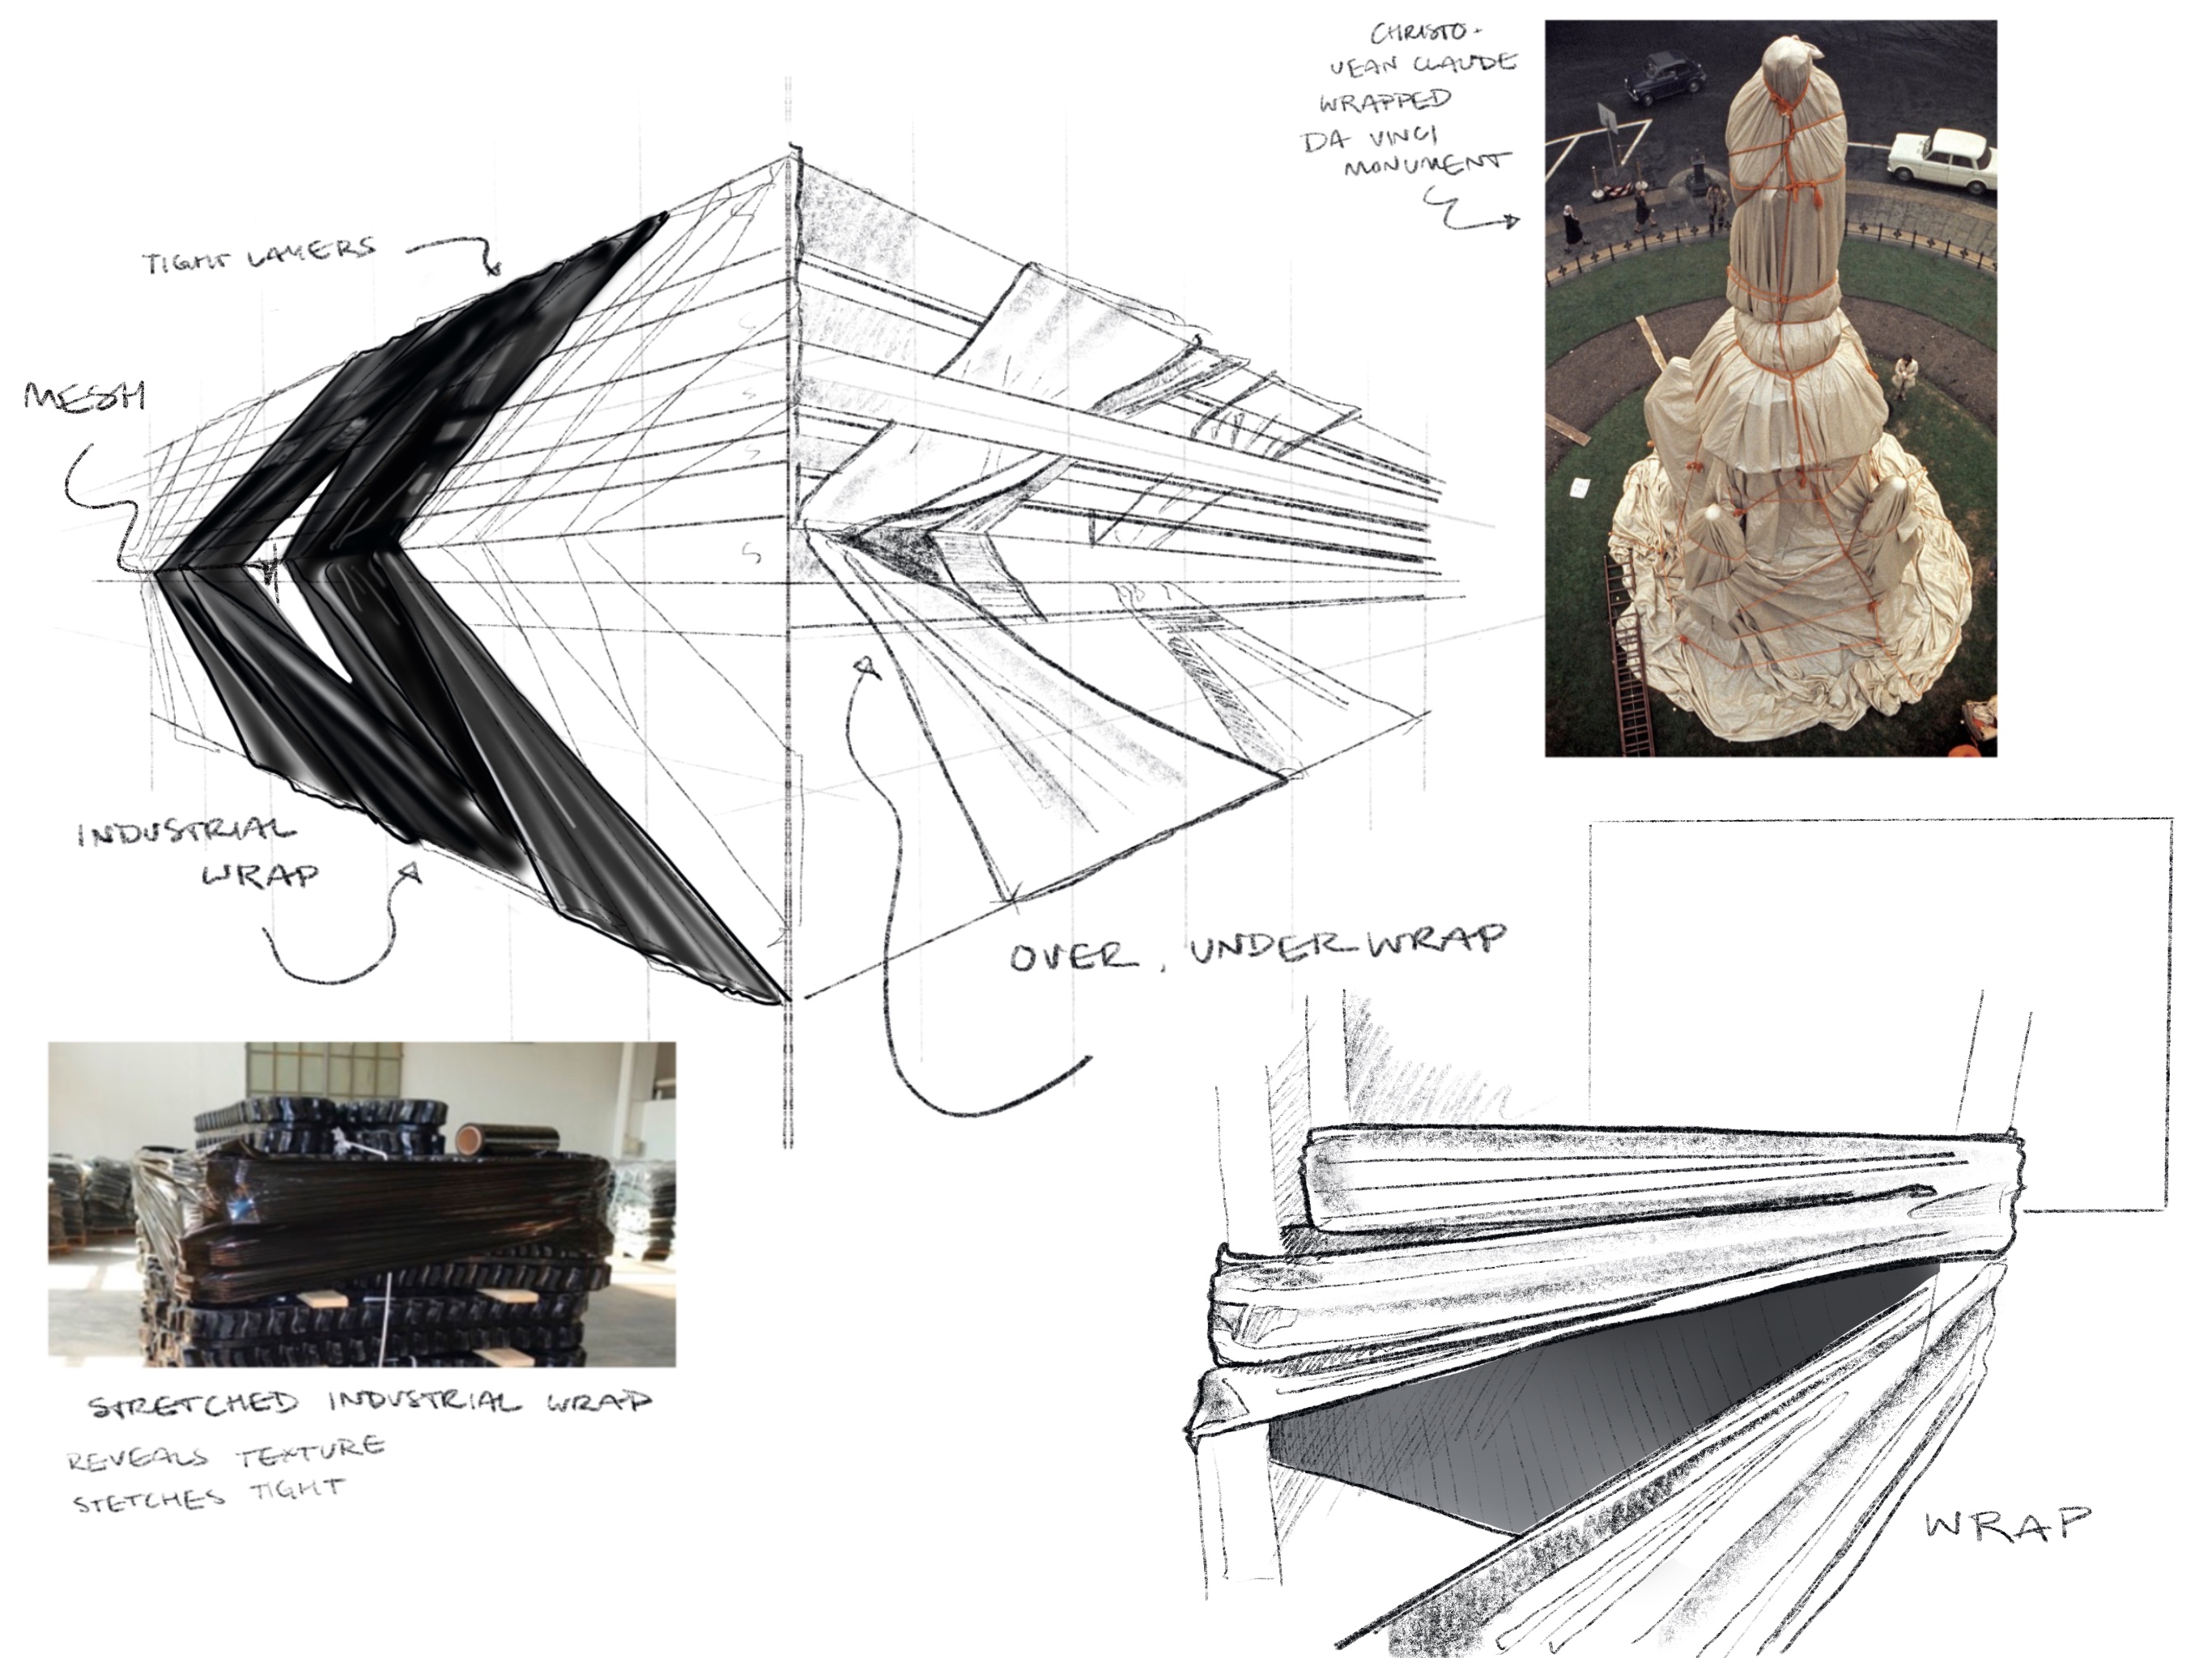 CHRISTO +
JEAN CLAUDE
WRAPPED
DA VINCI
MONUMENT
TIGHT LAYERS
MESH
INDUSTRIAL
WRAP
OVER, UNDER WRAP
STRETCHED INDUSTRIAL WRAP
REVEALS TEXTURE
STETCHES TIGHT
WRAP